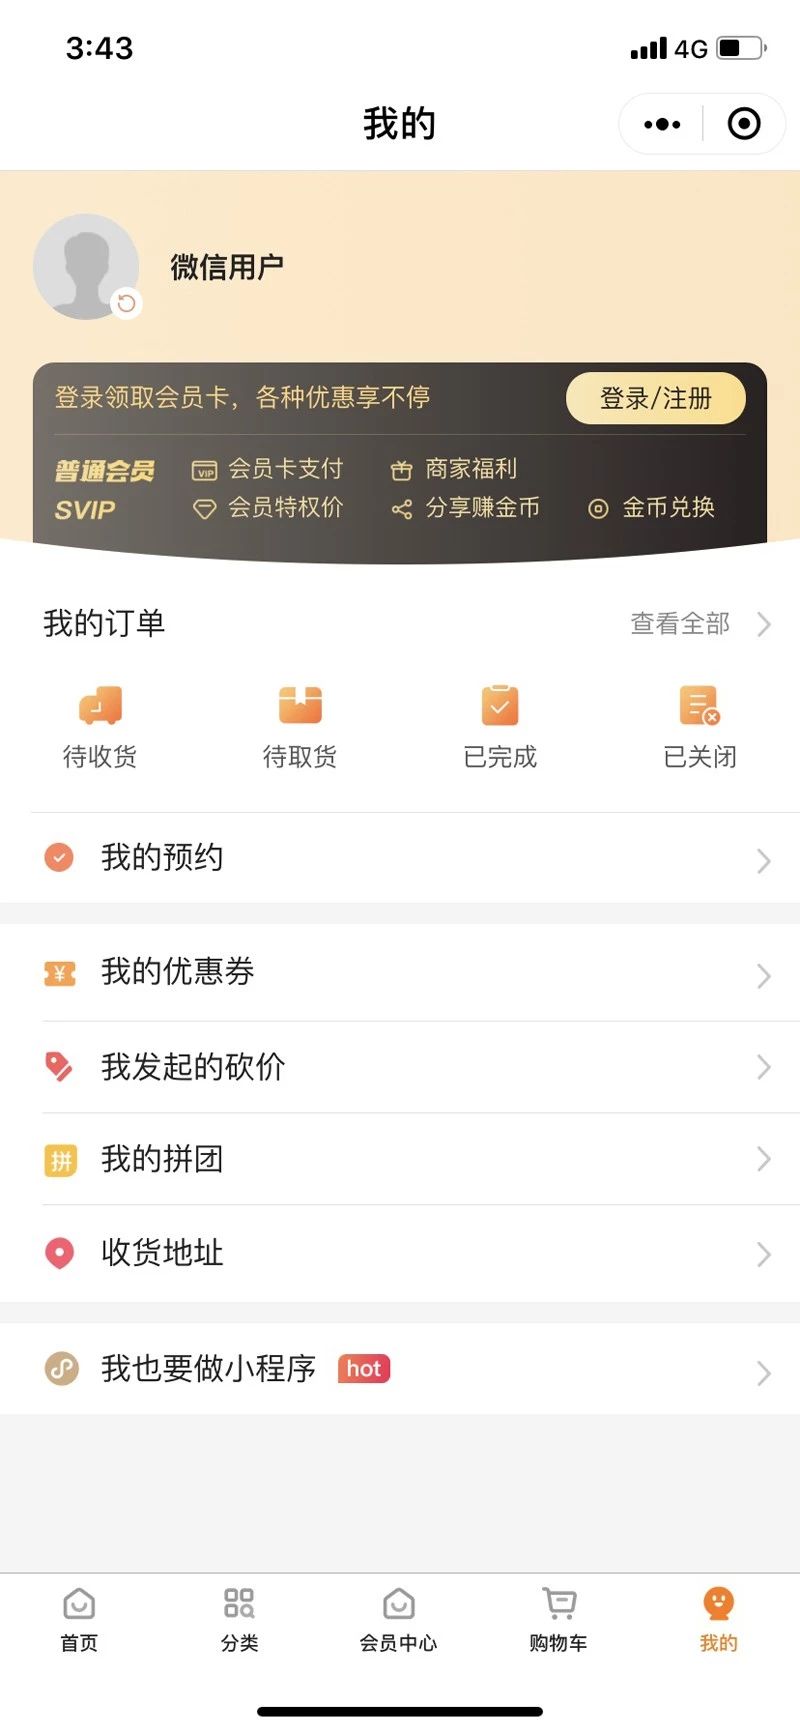 3:43
4G
我的
微信用户
登录领取会员卡，各种优惠享不停
登录/注册
普通会员
VIP 会员卡支付
商家福利
SVIP
会员特权价
分享赚金币
金币兑换
我的订单
查看全部
待收货
待取货
已完成
已关闭
我的预约
¥ 我的优惠券
我发起的砍价
拼 我的拼团
收货地址
我也要做小程序 hot
首页
分类
会员中心
购物车
我的